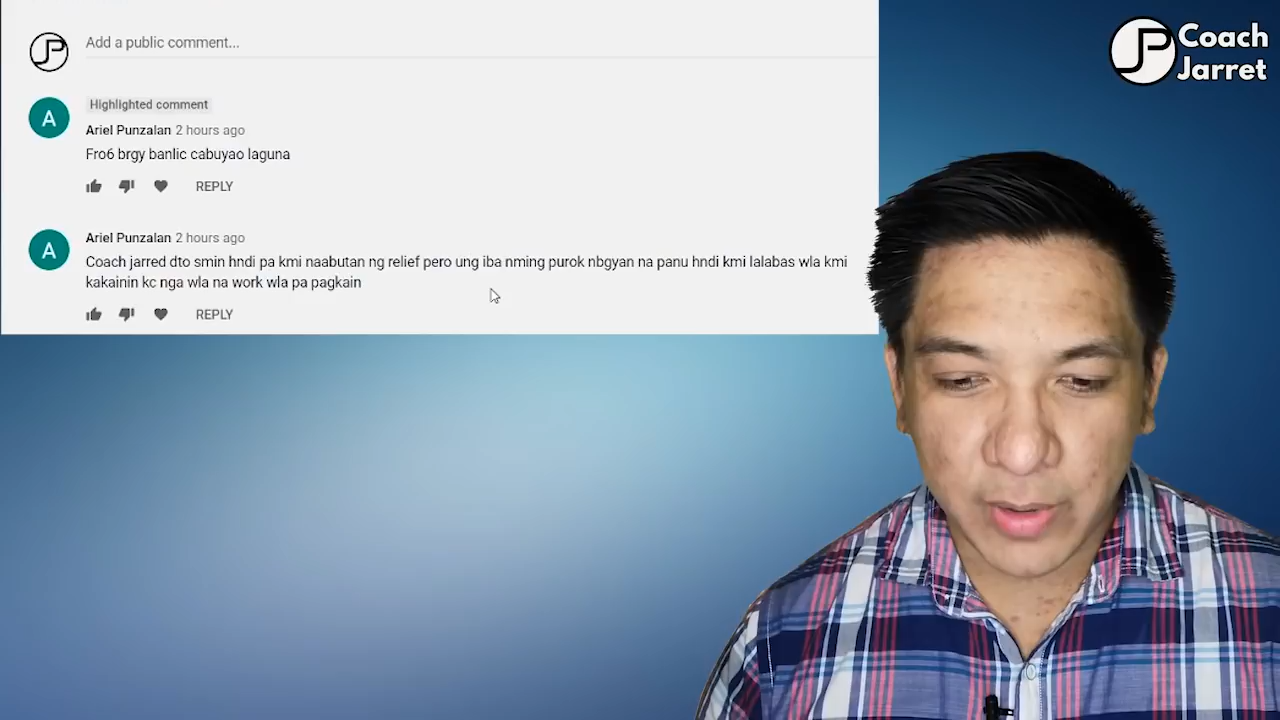 Add a public comment...
Highlighted comment
A
Ariel Punzalan 2 hours ago
Fro6 brgy banlic cabuyao laguna
REPLY
A
Ariel Punzalan 2 hours ago
Coach jarred dto smin hndi pa kmi naabutan ng relief pero ung iba nming purok nbgyan na panu hndi kmi lalabas wla kmi
kakainin kc nga wla na work wla pa pagkain
REPLY
JP
Coach
Jarret